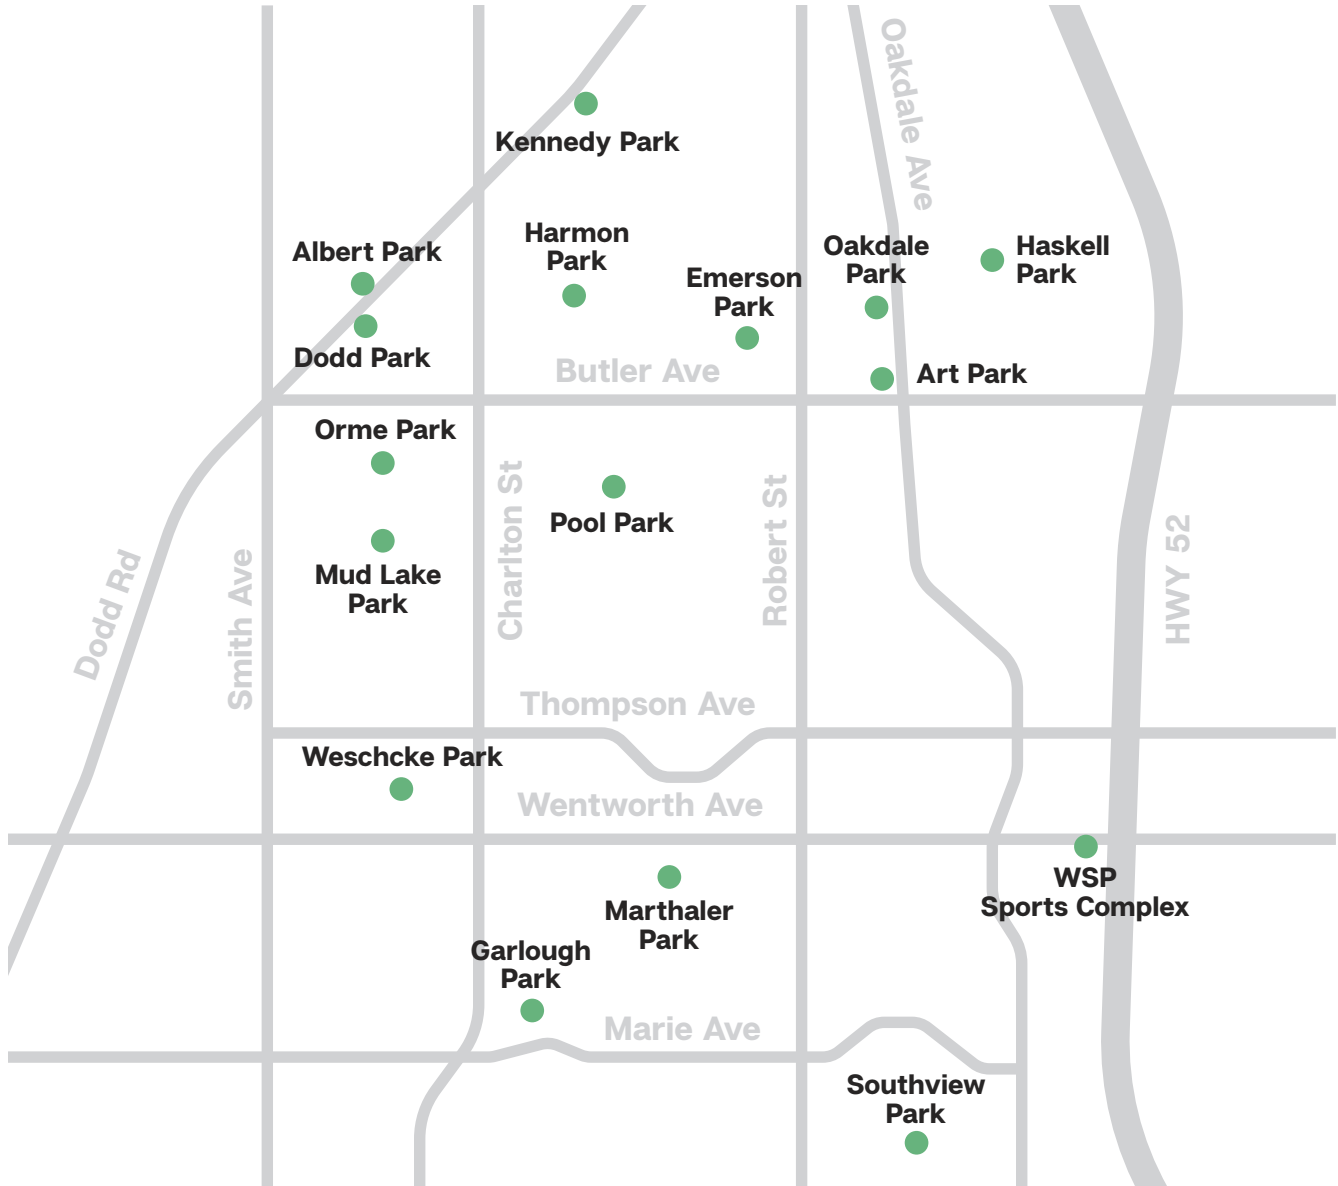 Oakdale Ave
Kennedy Park
Harmon
Park
Albert Park
Oakdale
Park
Haskell
Park
Emerson
Park
Dodd Park
Butler Ave
Art Park
Orme Park
Charlton St
Robert St
Pool Park
HWY 52
Dodd Rd
Smith Ave
Mud Lake
Park
Thompson Ave
Weschcke Park
Wentworth Ave
WSP
Sports Complex
Marthaler
Park
Garlough
Park
Marie Ave
Southview
Park